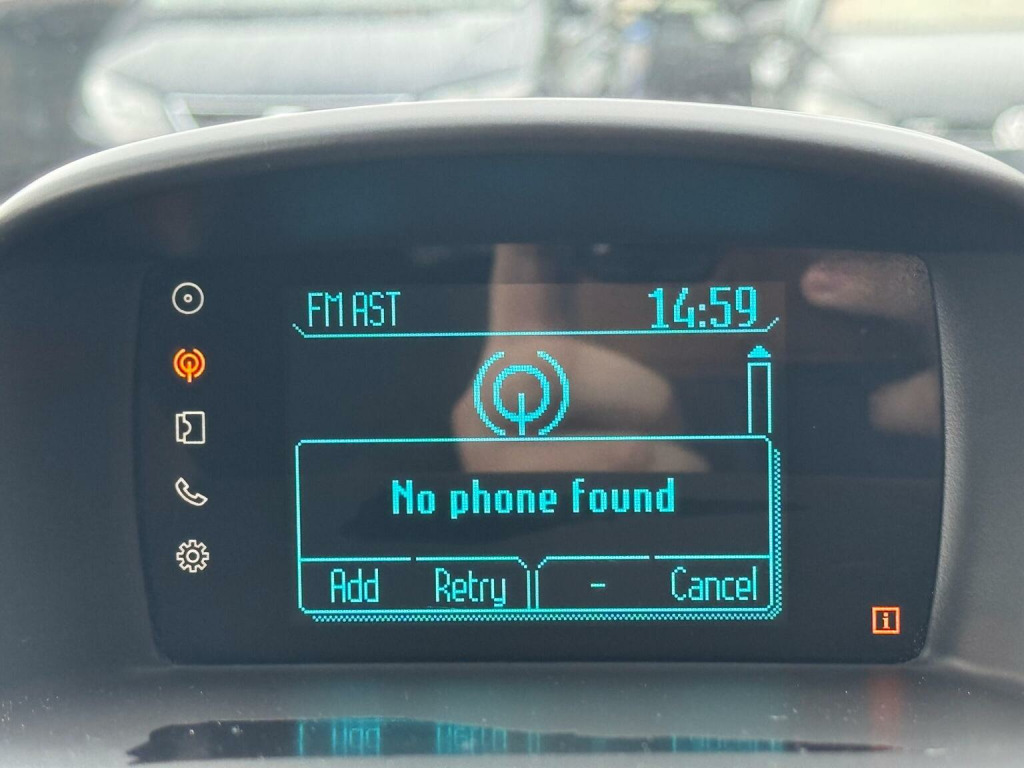 FM AST 14:59
No phone found
Add Retry - Cancel
i